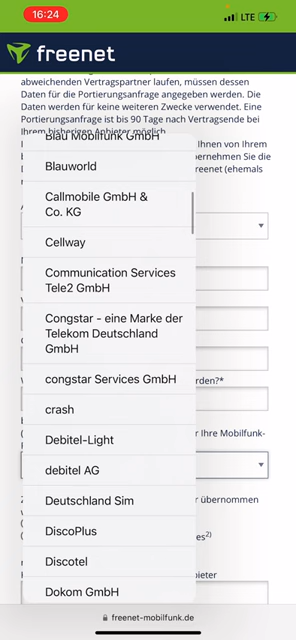 16:24
LTE
freenet
abweichenden Vertragspartner laufen, müssen dessen
Daten für die Portierungsanfrage angegeben werden. Die
Daten werden für keine weiteren Zwecke verwendet. Eine
Portierungsanfrage ist bis 90 Tage nach Vertragsende bei
Ihrem bisherigen Anbieter möglich
Blau Mobilfunk GmbH
Ihnen von Ihrem
Blauworld
bernehmen Sie die
reenet (ehemals
Callmobile GmbH &
Co. KG
Cellway
Communication Services
Tele2 GmbH
Congstar - eine Marke der
Telekom Deutschland
GmbH
congstar Services GmbH
rden?*
crash
r Ihre Mobilfunk-
Debitel-Light
debitel AG
Deutschland Sim
r übernommen
DiscoPlus
es2)
Discotel
bieter
Dokom GmbH
freenet-mobilfunk.de